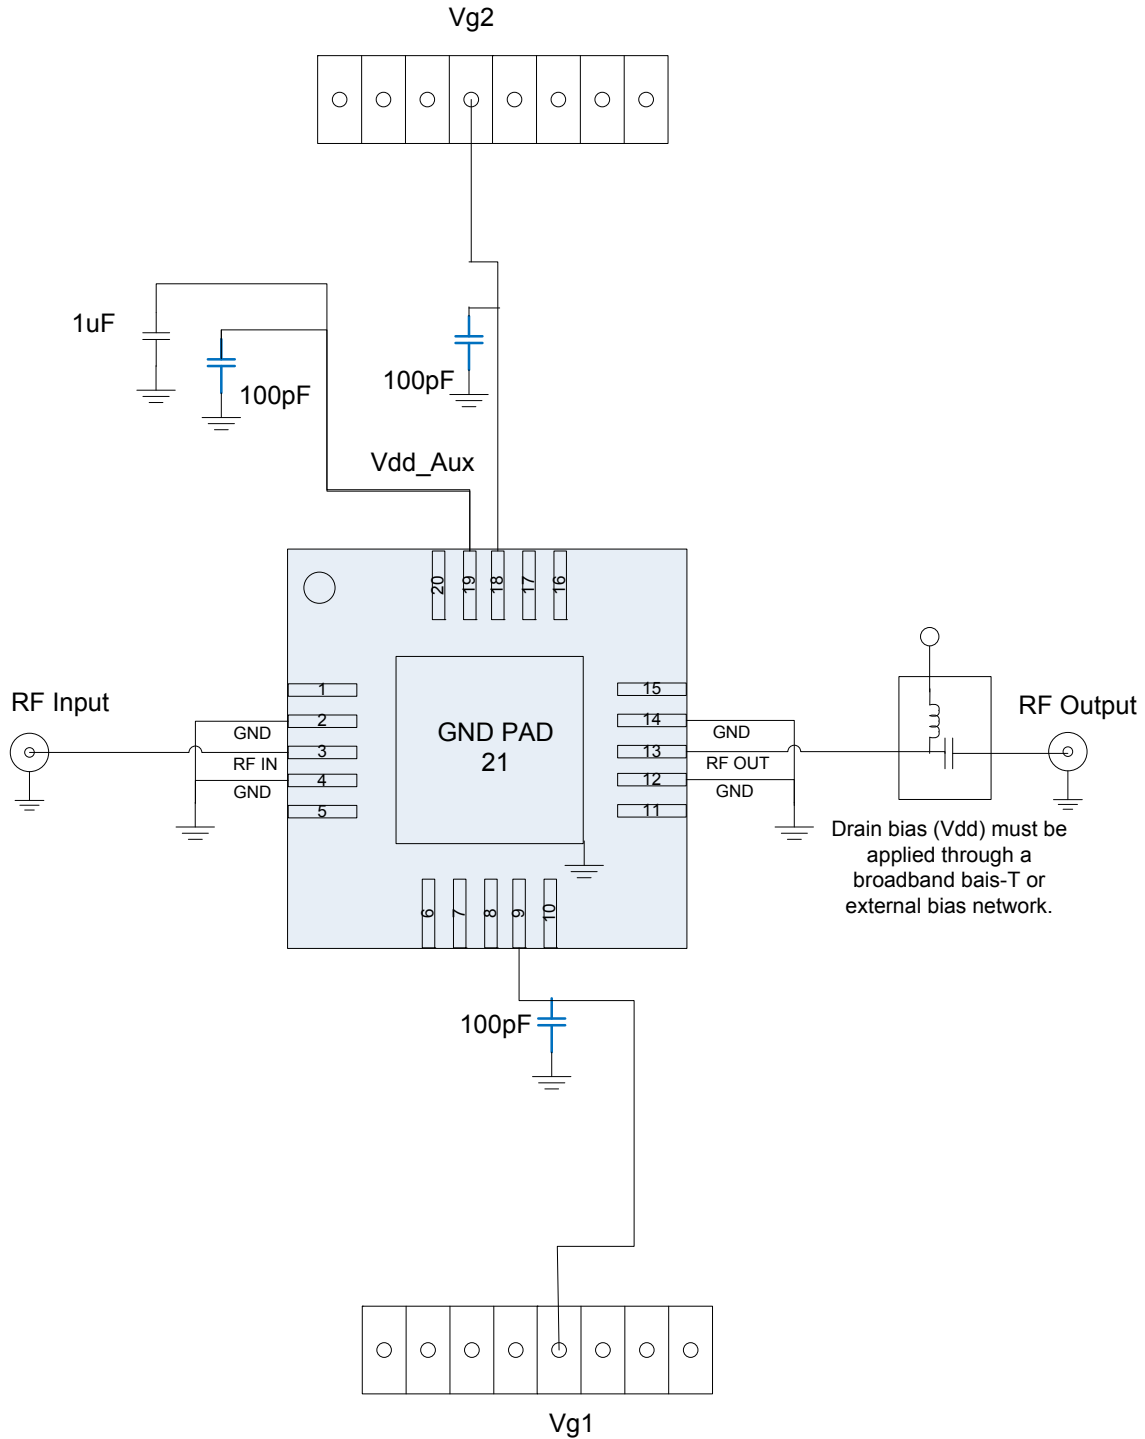 Vg2
1uF
100pF
100pF
Vdd_Aux
20
19
18
17
16
RF Input
1
2
3
4
5
GND
RF IN
GND
GND PAD
21
15
14
13
12
11
GND
RF OUT
GND
RF Output
Drain bias (Vdd) must be
applied through a
broadband bais-T or
external bias network.
6
7
8
9
10
100pF
Vg1